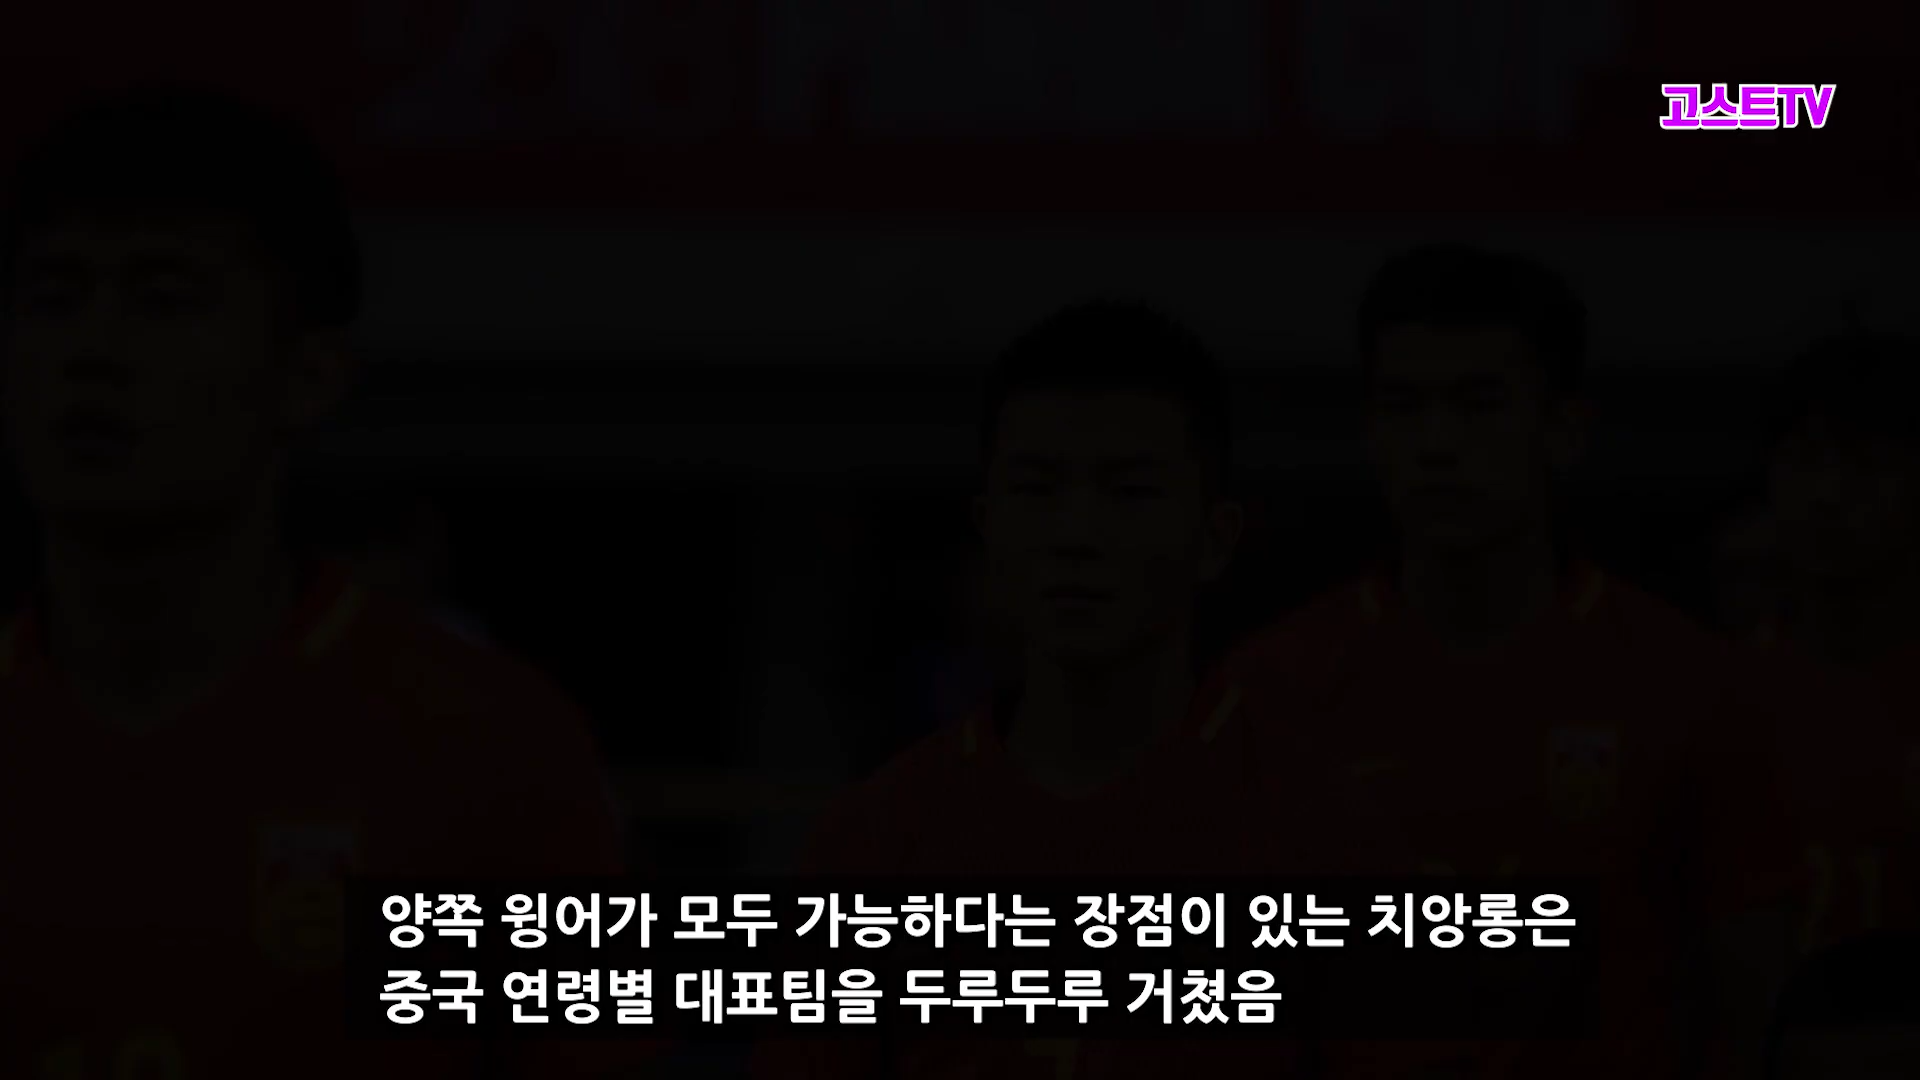 고스트TV
양쪽 윙어가 모두 가능하다는 장점이 있는 치앙롱은
중국 연령별 대표팀을 두루두루 거쳤음